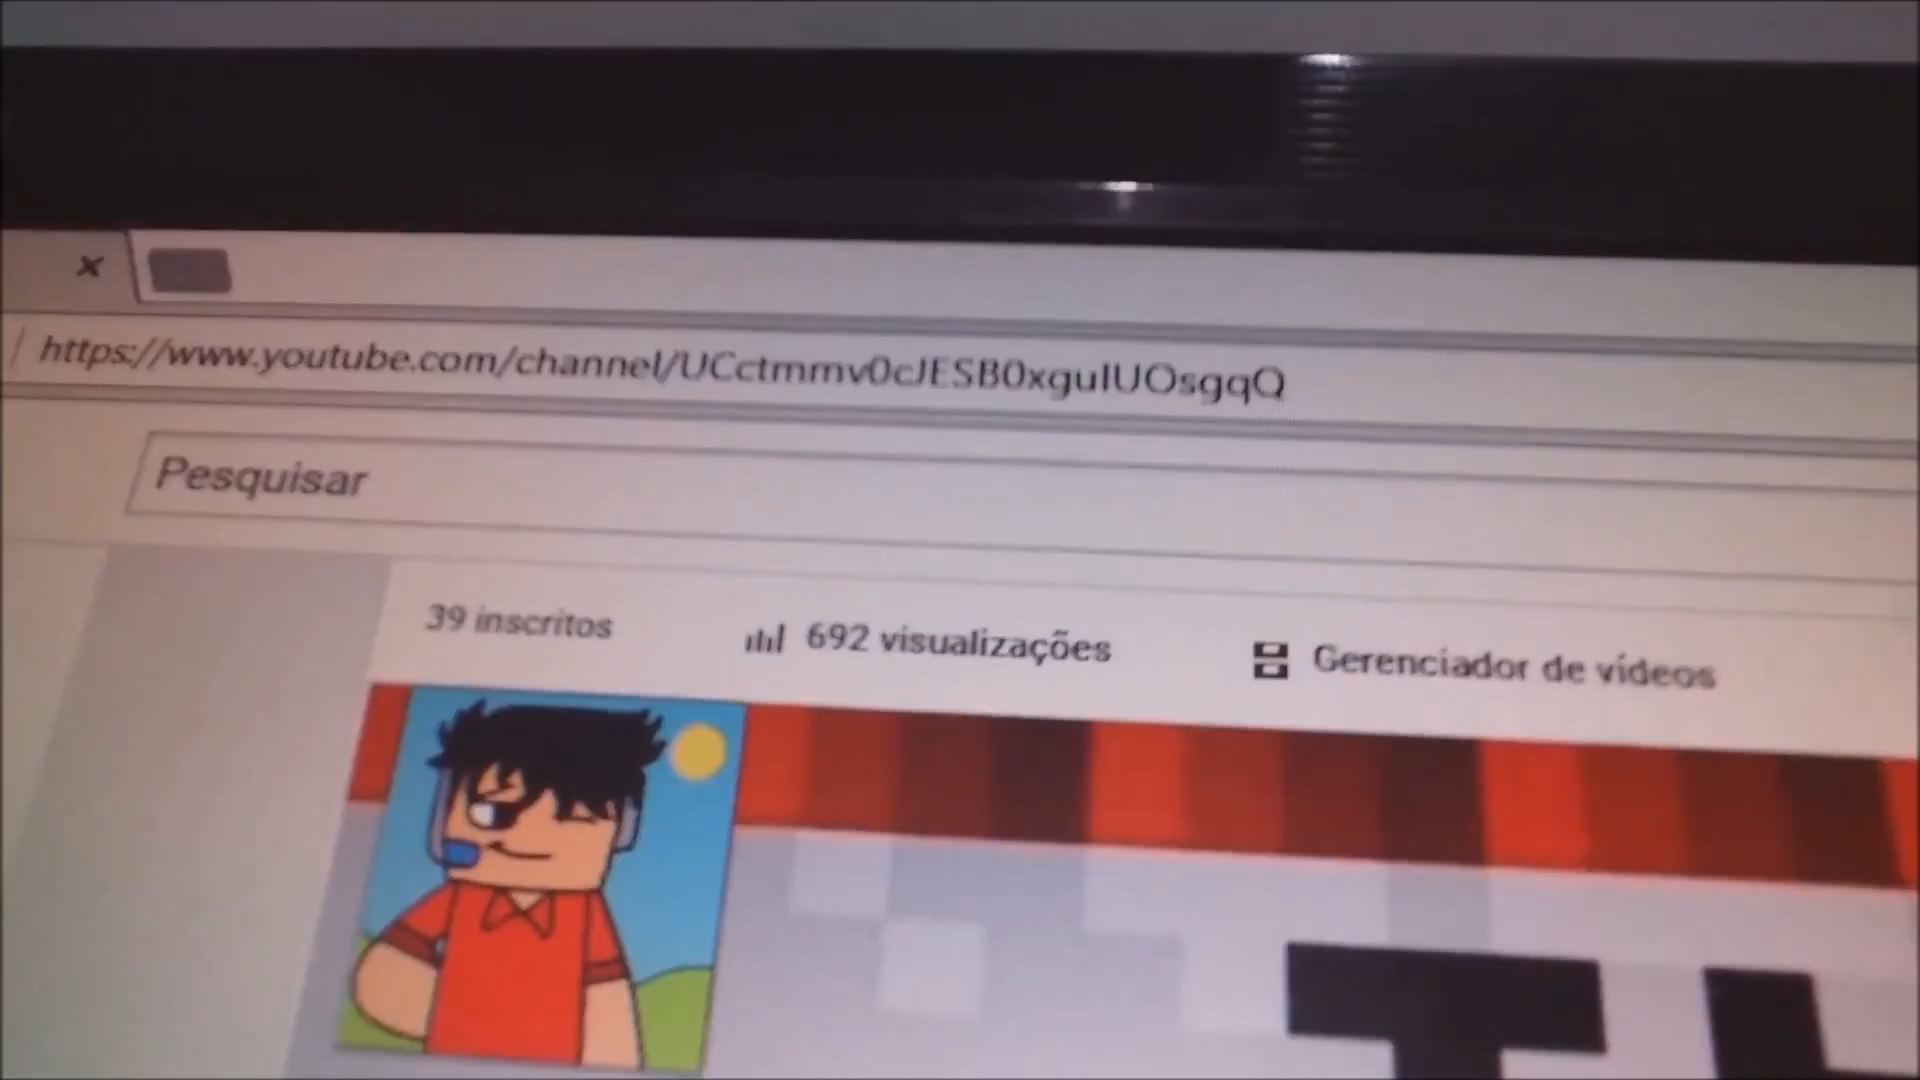 https://www.youtube.com/channel/UCctmmv0cJESB0xguIUOsgqQ
Pesquisar
39 inscritos
692 visualizações
Gerenciador de vídeos